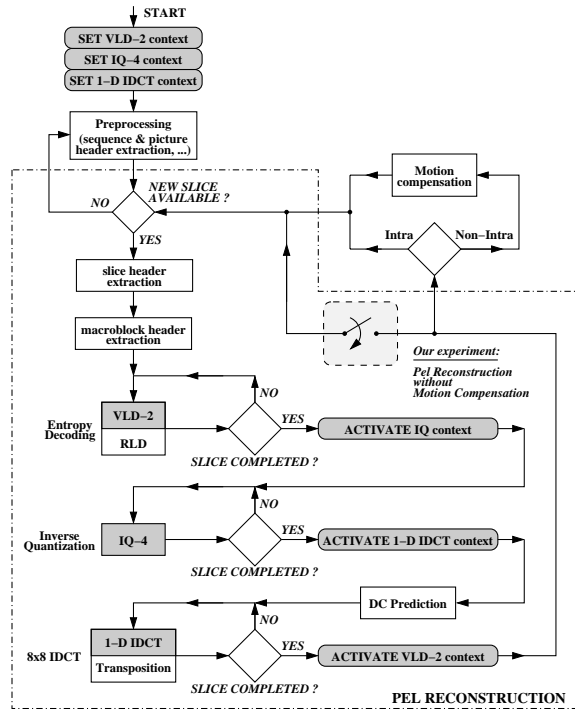 START
SET VLD-2 context
SET IQ-4 context
SET 1-D IDCT context
Preprocessing
(sequence & picture
header extraction, ...)
NEW SLICE
AVAILABLE ?
NO
YES
Motion
compensation
Intra
Non-Intra
slice header
extraction
macroblock header
extraction
Our experiment:
Pel Reconstruction
without
Motion Compensation
NO
Entropy
Decoding
VLD-2
RLD
YES
ACTIVATE IQ context
SLICE COMPLETED ?
NO
Inverse
Quantization
IQ-4
YES
ACTIVATE 1-D IDCT context
SLICE COMPLETED ?
DC Prediction
NO
8x8 IDCT
1-D IDCT
Transposition
YES
ACTIVATE VLD-2 context
SLICE COMPLETED ?
PEL RECONSTRUCTION